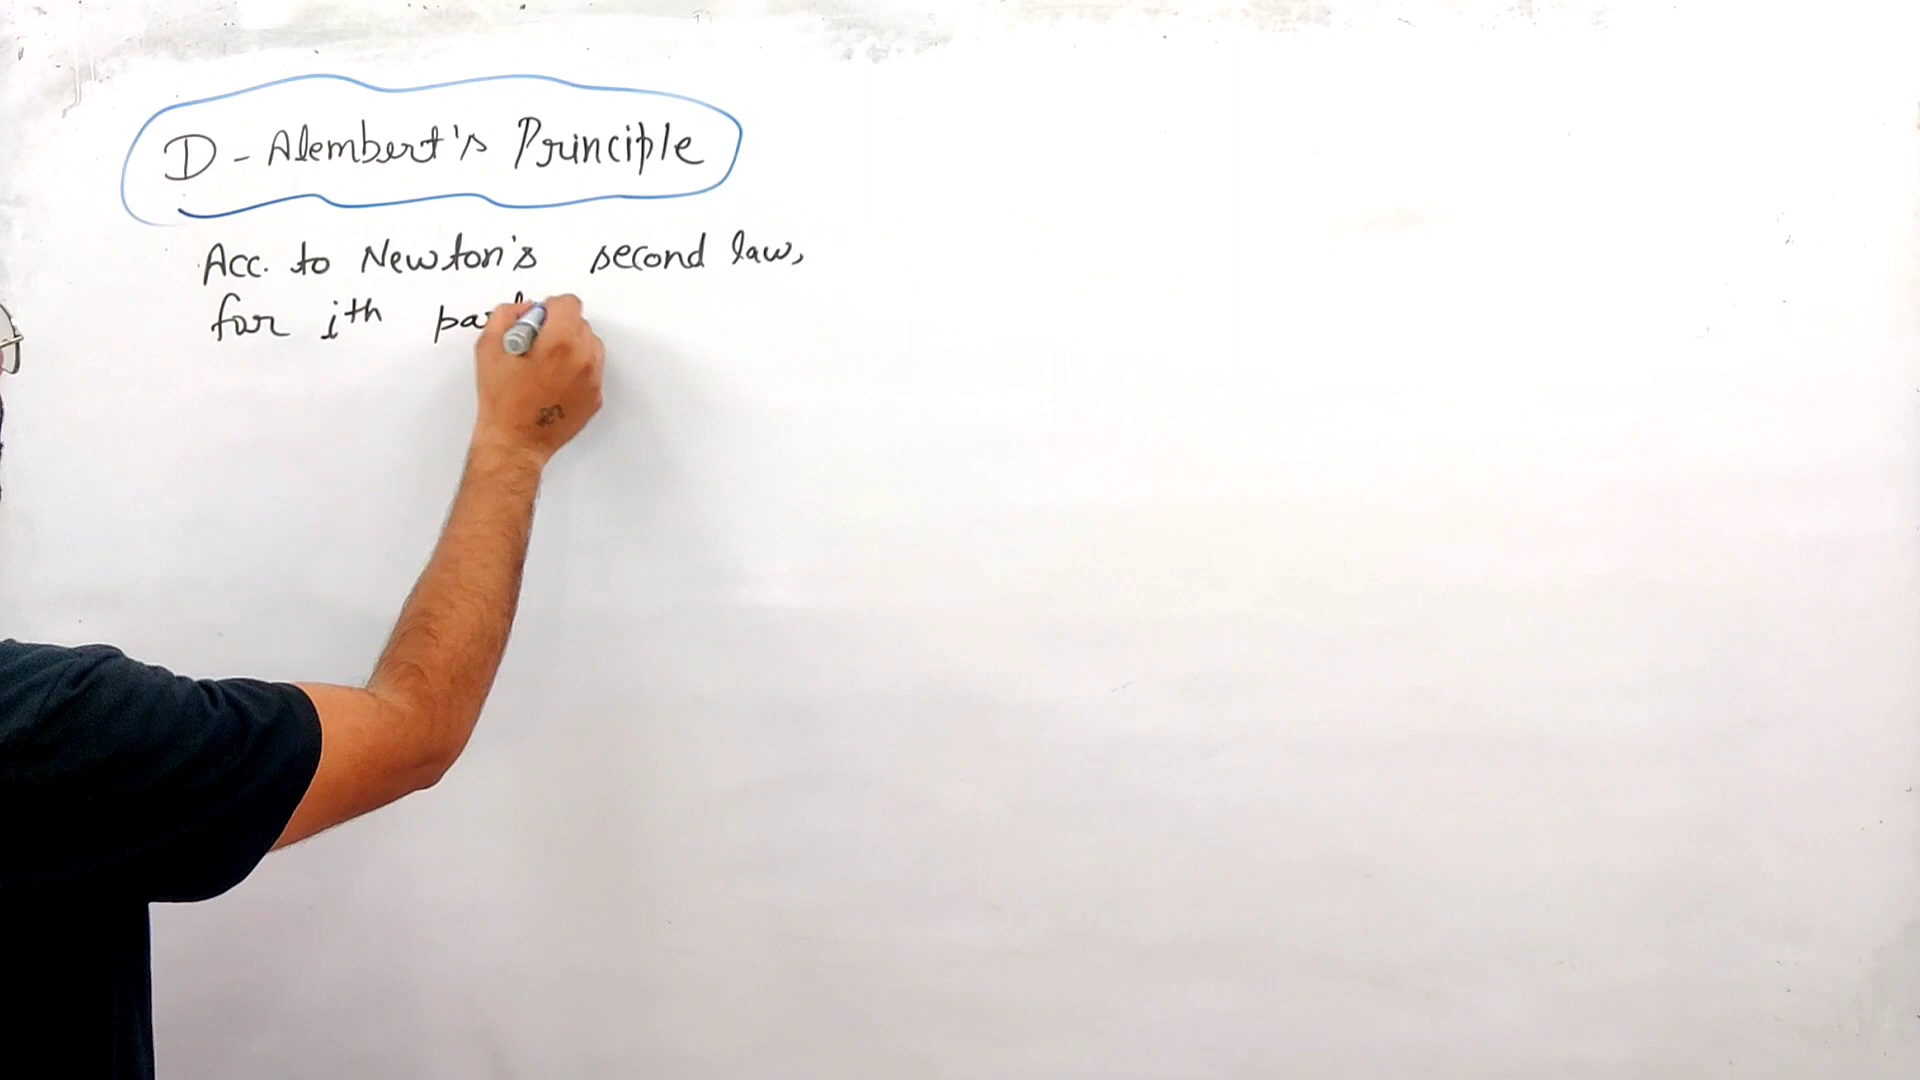 D - Alembert's Principle
Acc. to Newton's second law,
for ith